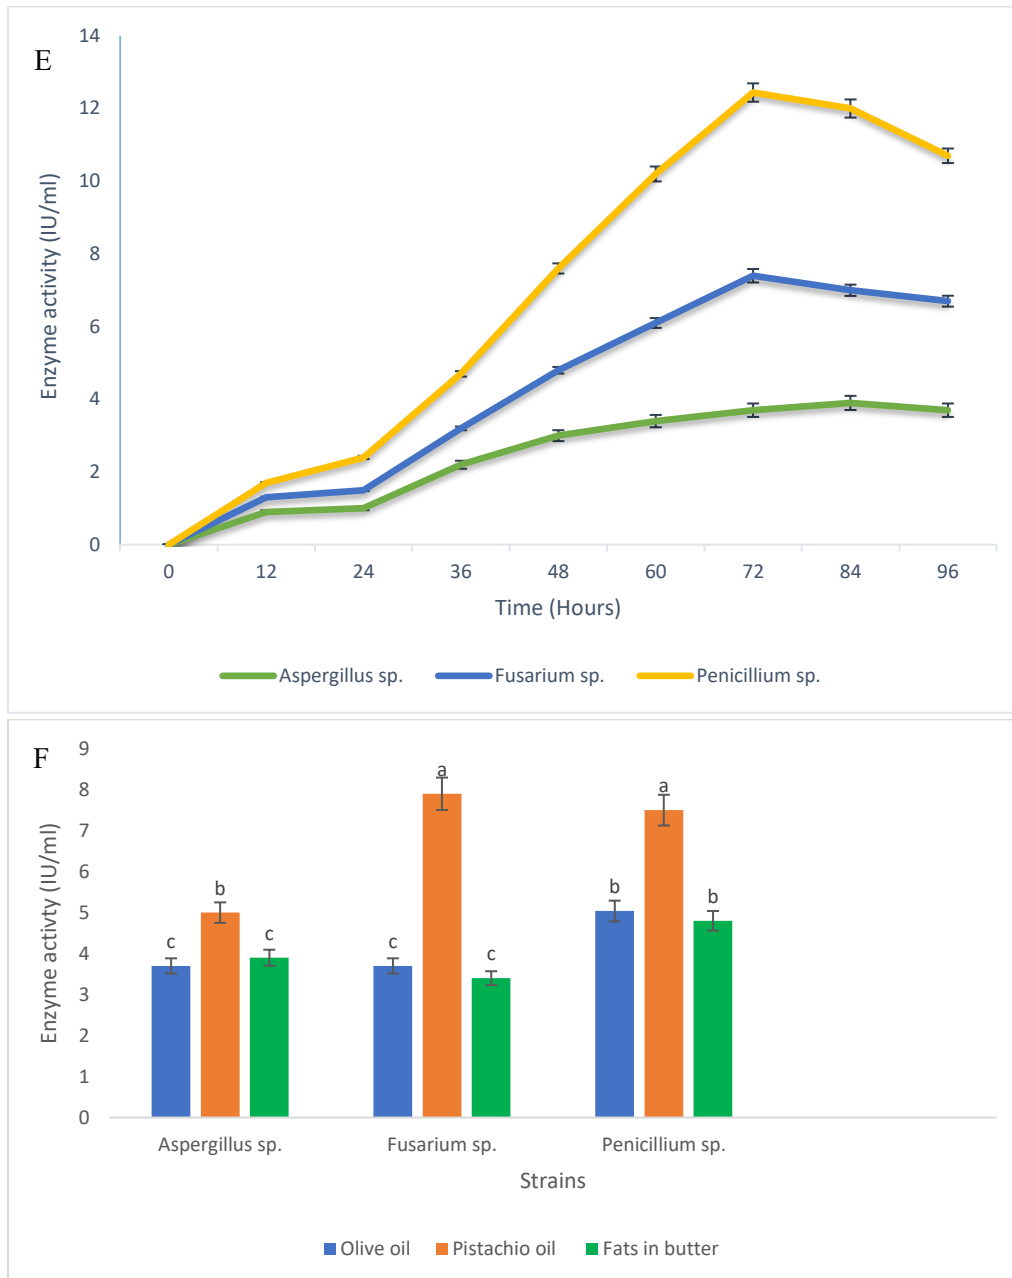 E
Enzyme activity (IU/ml)
14
12
10
8
6
4
2
0
0 12 24 36 48 60 72 84 96
Time (Hours)
Aspergillus sp. Fusarium sp. Penicillium sp.
F
Enzyme activty (IU/ml)
9
8
7
6
5
4
3
2
1
0
c b c c a c b a b
Aspergillus sp. Fusarium sp. Penicillium sp.
Strains
Olive oil Pistachio oil Fats in butter